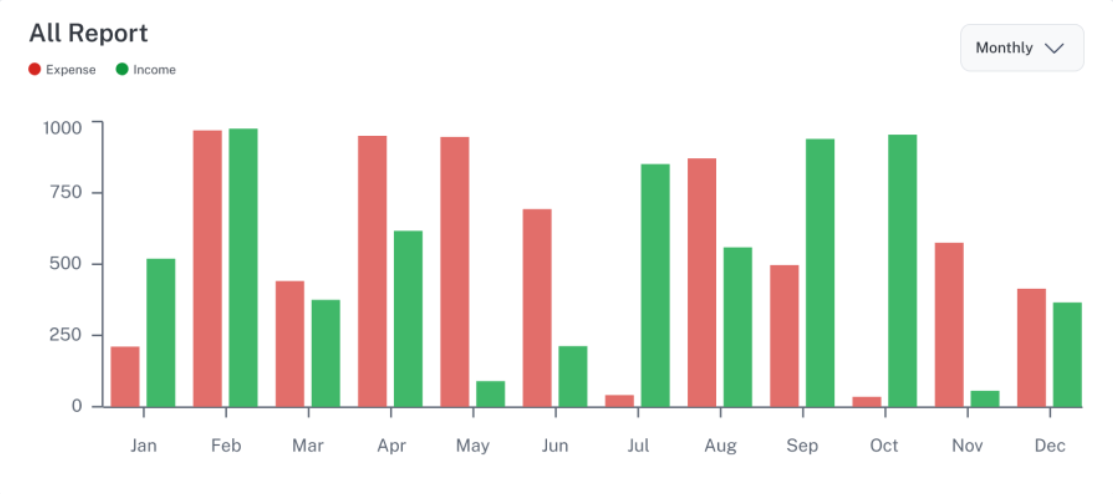 All Report
Monthly
Expense Income
1000
750
500
250
0
Jan Feb Mar Apr May Jun Jul Aug Sep Oct Nov Dec